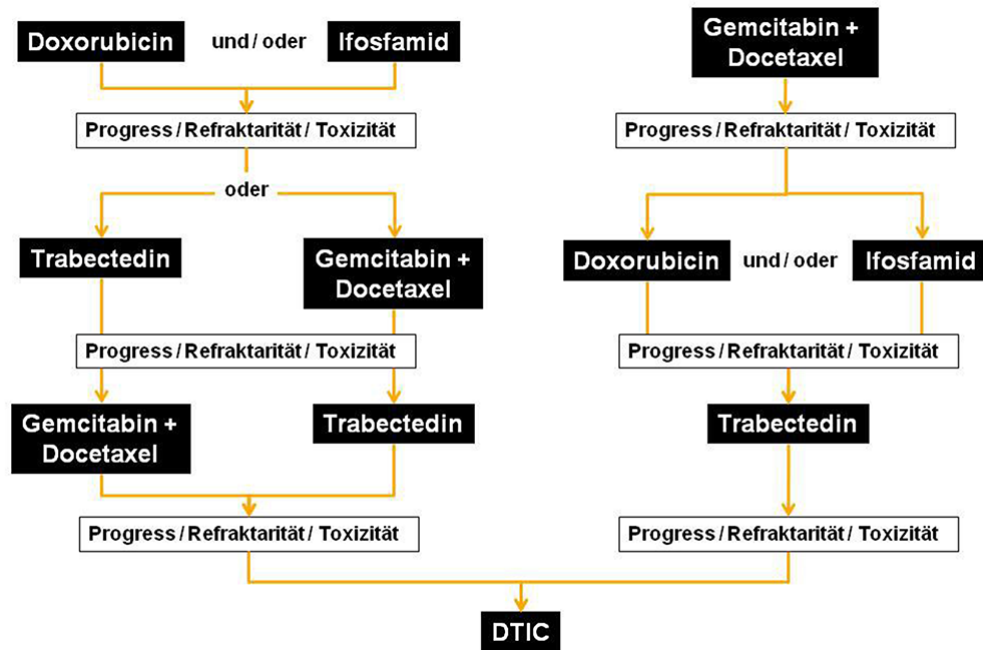 Doxorubicin und / oder Ifosfamid
Progress / Refraktarität / Toxizität
oder
Trabectedin
Gemcitabin +
Docetaxel
Progress / Refraktarität / Toxizität
Gemcitabin +
Docetaxel
Trabectedin
Progress / Refraktarität / Toxizität
Gemcitabin +
Docetaxel
Progress / Refraktarität / Toxizität
Doxorubicin und / oder Ifosfamid
Progress / Refraktarität / Toxizität
Trabectedin
Progress / Refraktarität / Toxizität
DTIC